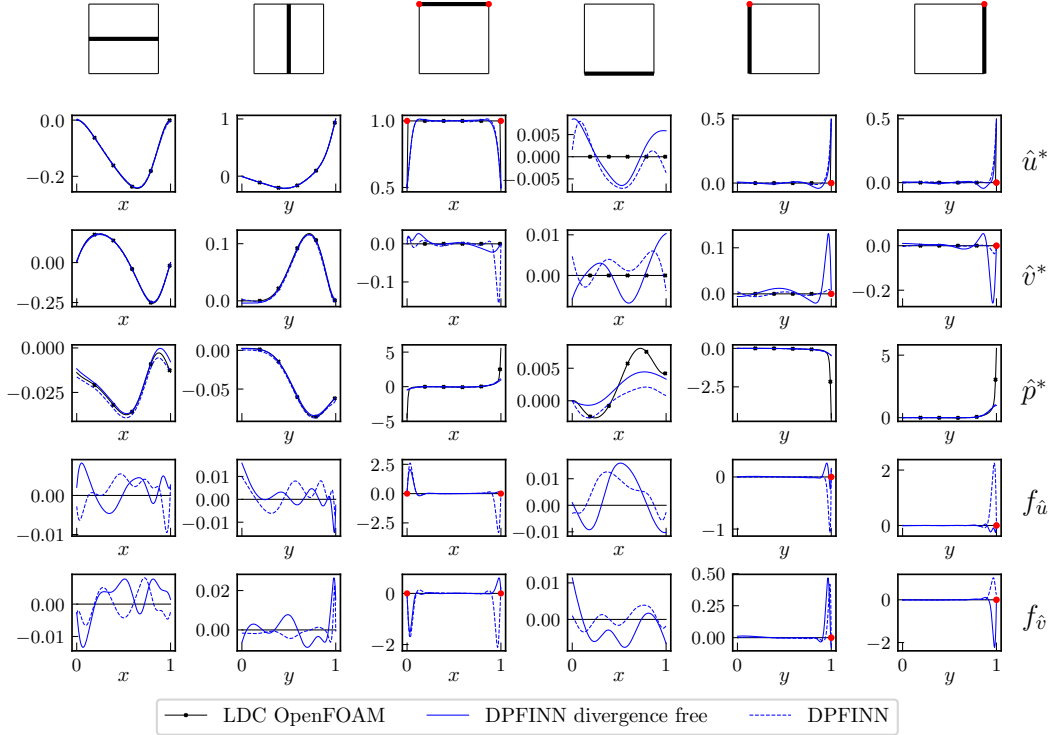 0.0
−0.2
x
1
0
y
1.0
0.5
x
0.005
0.000
−0.005
x
0.5
0.0
y
0.5
0.0
y
û*
0.00
−0.25
x
0.1
0.0
y
0.0
−0.1
x
0.01
0.00
x
0.1
0.0
y
0.0
−0.2
y
v̂*
0.000
−0.025
x
0.00
−0.05
y
5
0
−5
x
0.005
0.000
x
0.0
−2.5
y
5
0
y
p̂*
0.00
−0.01
x
0.01
0.00
−0.01
y
2.5
0.0
−2.5
x
0.01
0.00
−0.01
x
0
−1
y
2
0
y
f_û
0.00
−0.01
0 1
x
0.02
0.00
0 1
y
0
−2
0 1
x
0.01
0.00
0 1
x
0.50
0.25
0.00
0 1
y
0
−2
0 1
y
f_v̂
LDC OpenFOAM DPFINN divergence free DPFINN